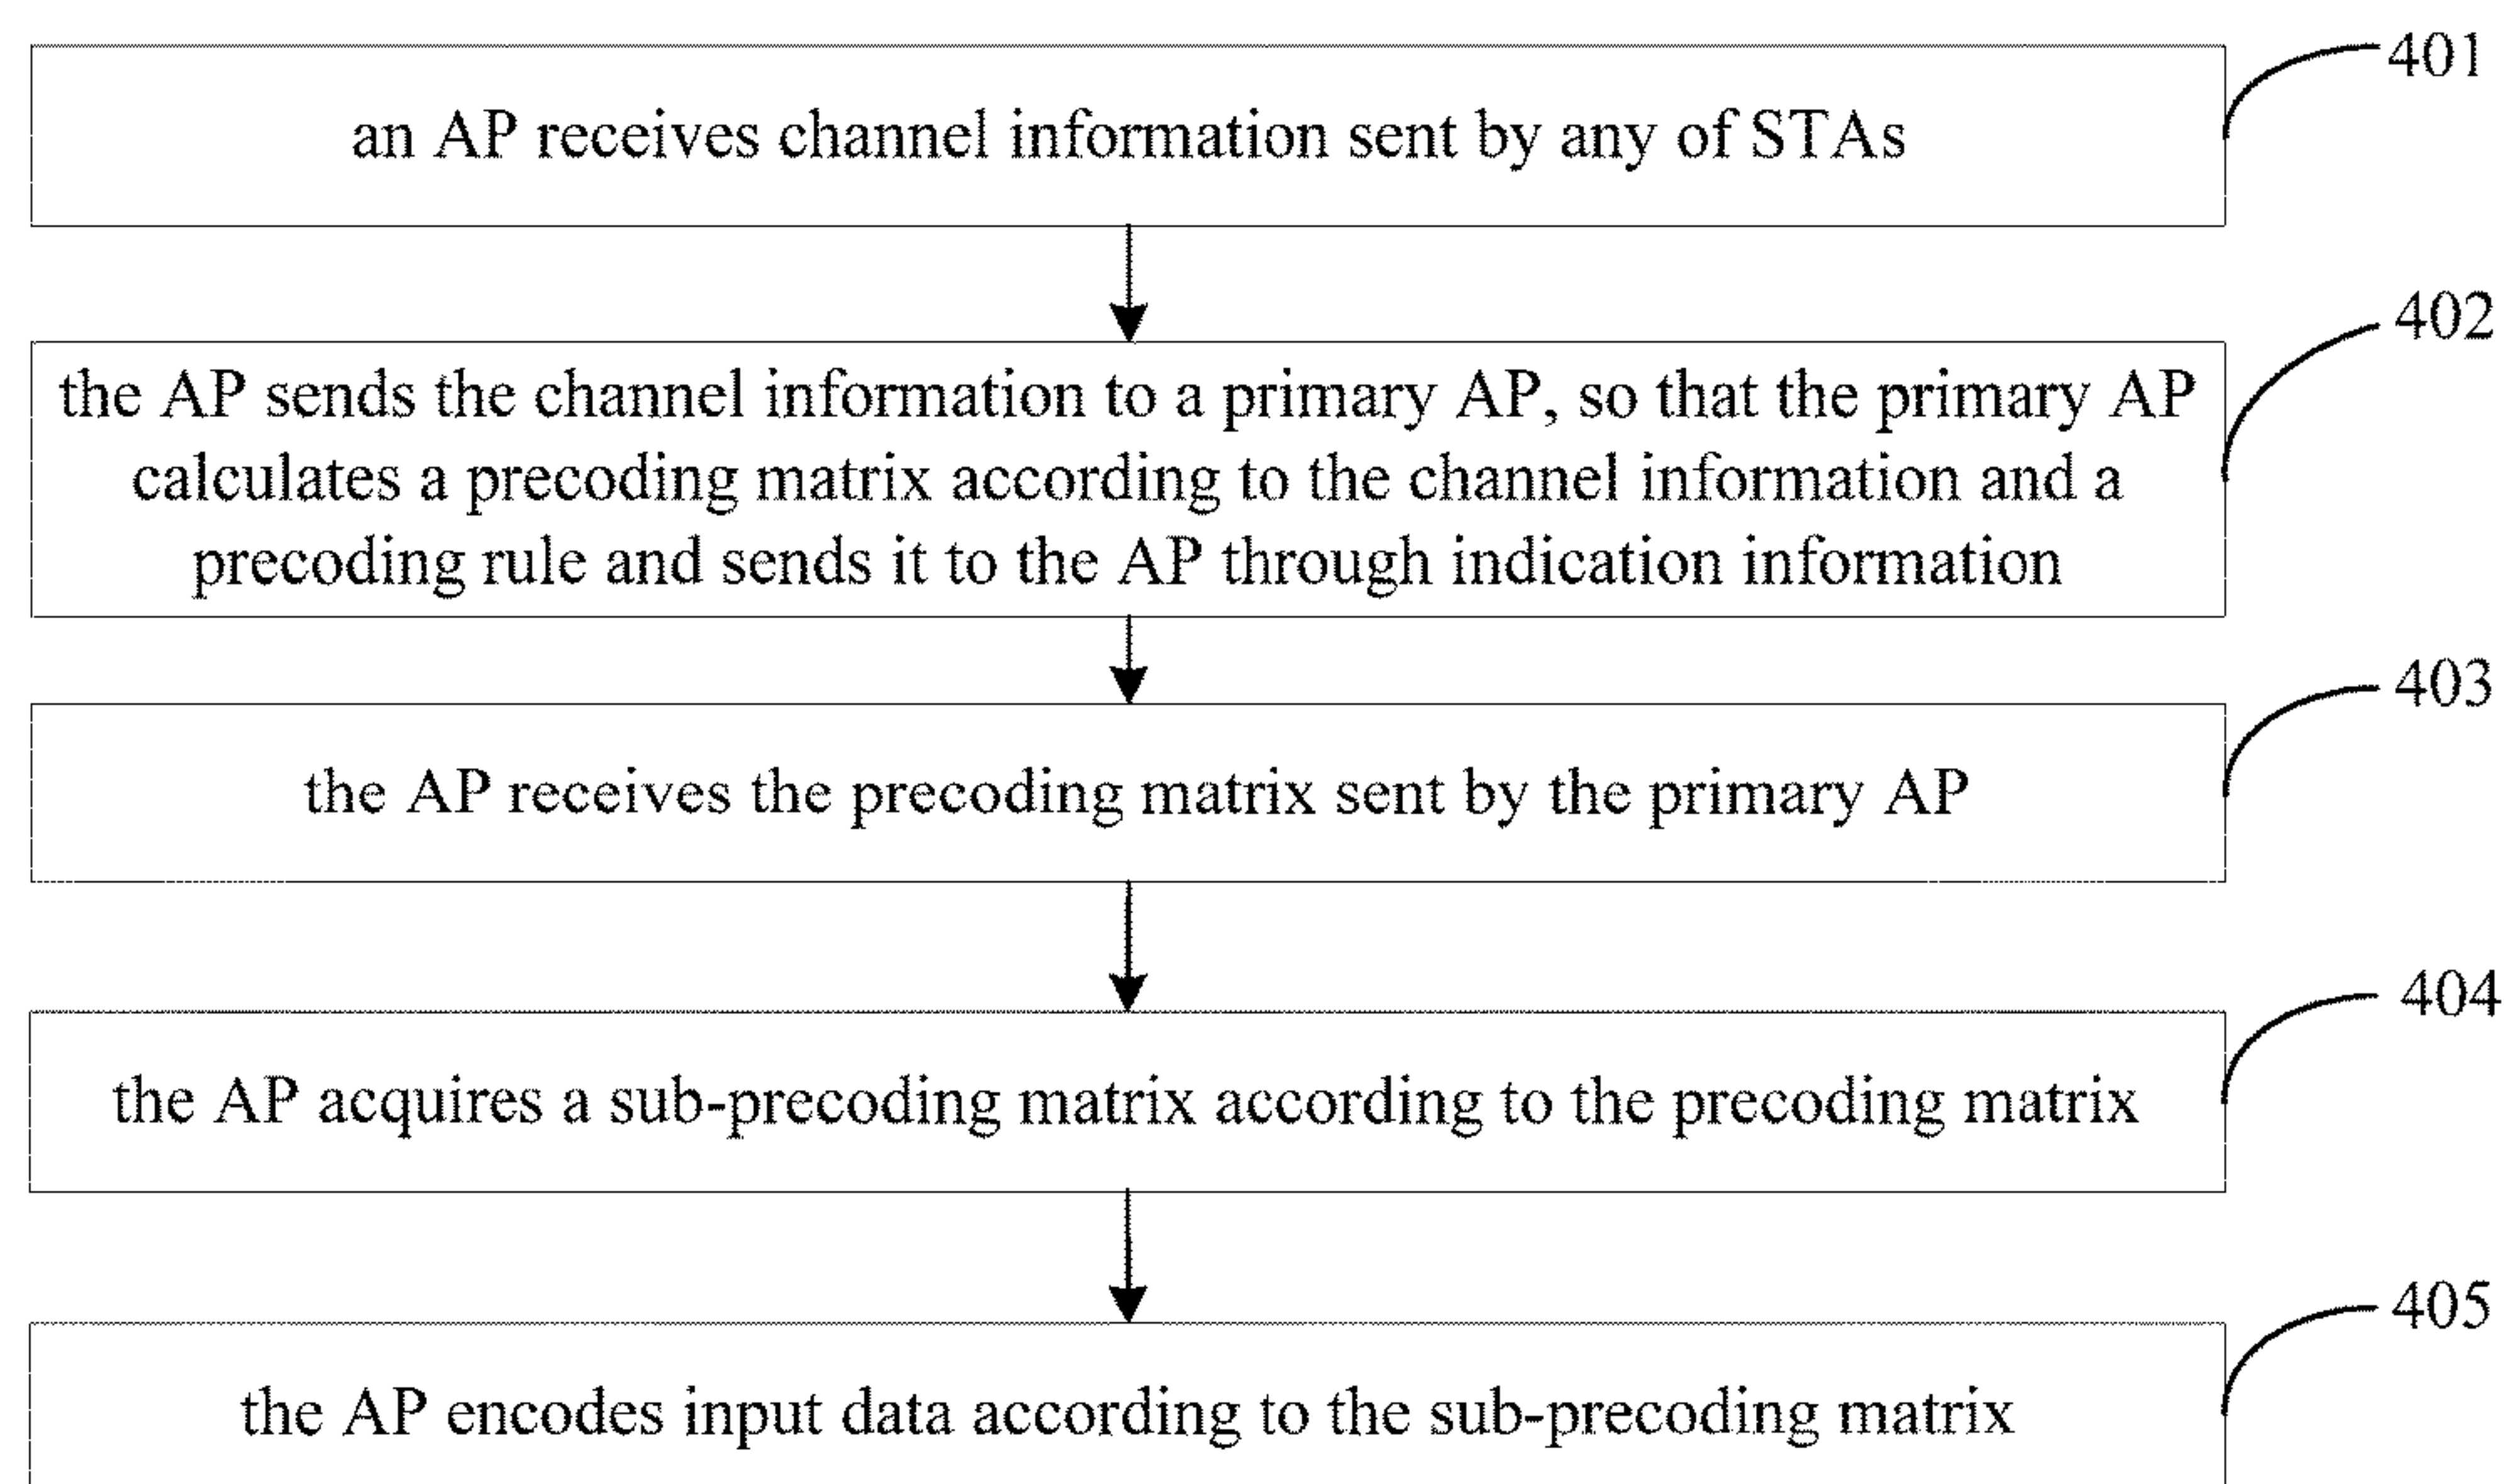 an AP receives channel information sent by any of STAs
401
the AP sends the channel information to a primary AP, so that the primary AP
calculates a precoding matrix according to the channel information and a
precoding rule and sends it to the AP through indication information
402
the AP receives the precoding matrix sent by the primary AP
403
the AP acquires a sub-precoding matrix according to the precoding matrix
404
the AP encodes input data according to the sub-precoding matrix
405